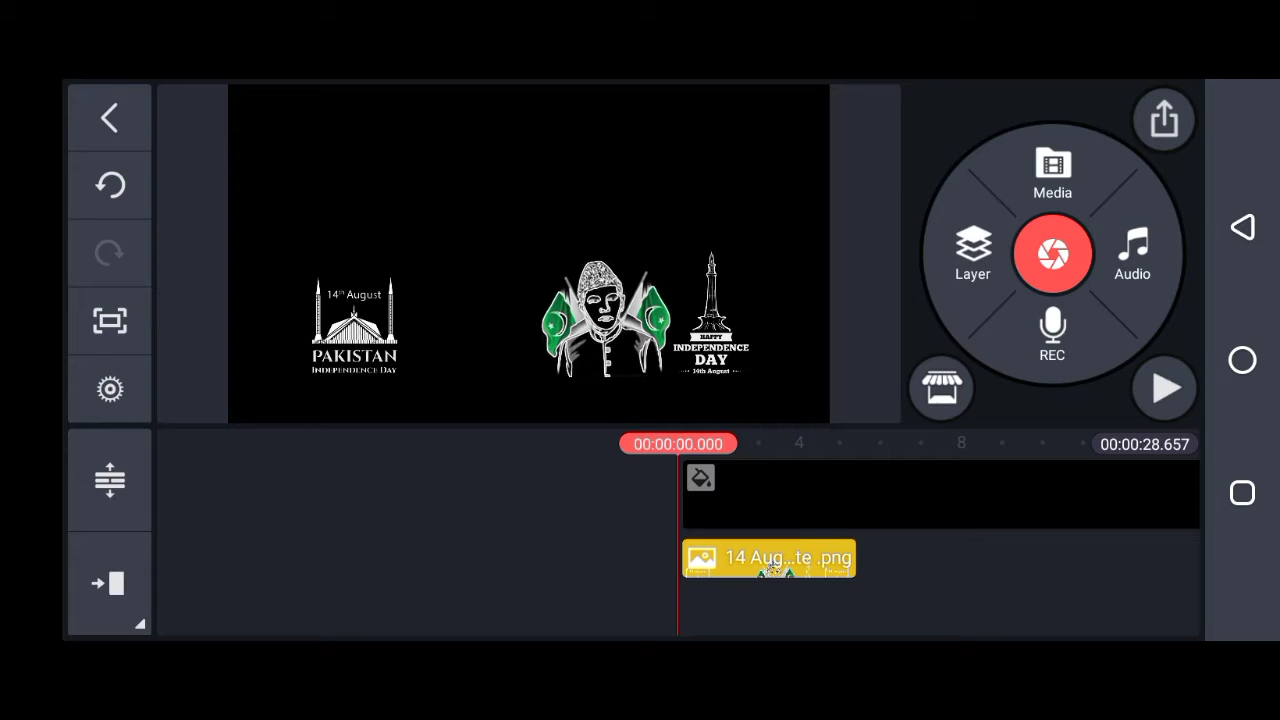 Media
Layer
Audio
REC
14th August
PAKISTAN
INDEPENDENCE DAY
HAPPY
INDEPENDENCE
DAY
14th August
00:00:00.000
4
8
00:00:28.657
14 Aug...te .png